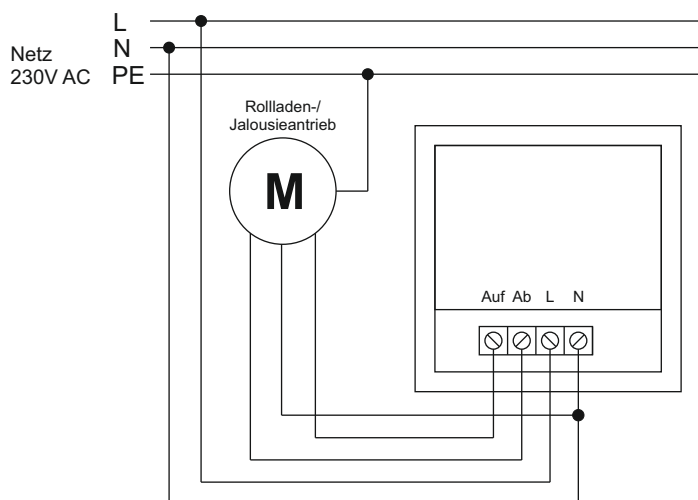 L
N
PE
Netz
230V AC
Rollladen-/
Jalousieantrieb
M
Auf Ab L N